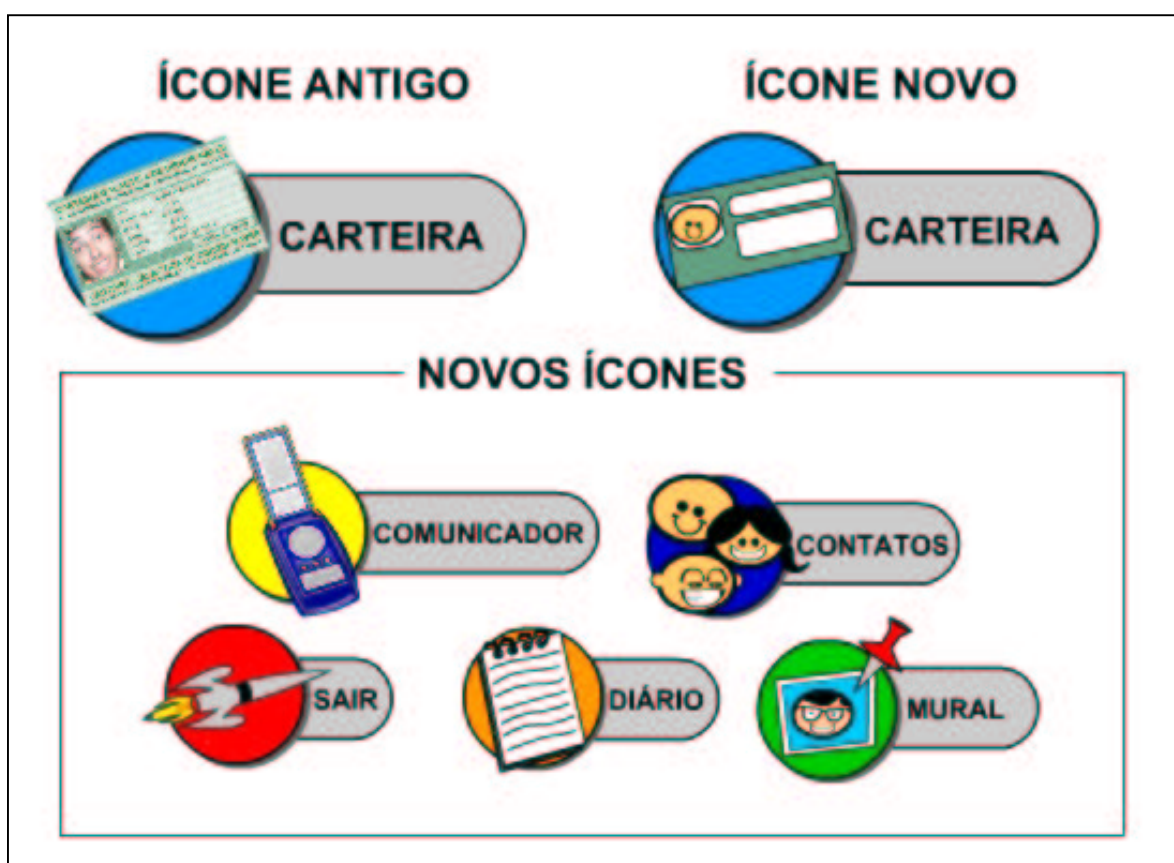 ÍCONE ANTIGO
ÍCONE NOVO
CARTEIRA
CARTEIRA
NOVOS ÍCONES
COMUNICADOR
CONTATOS
SAIR
DIÁRIO
MURAL